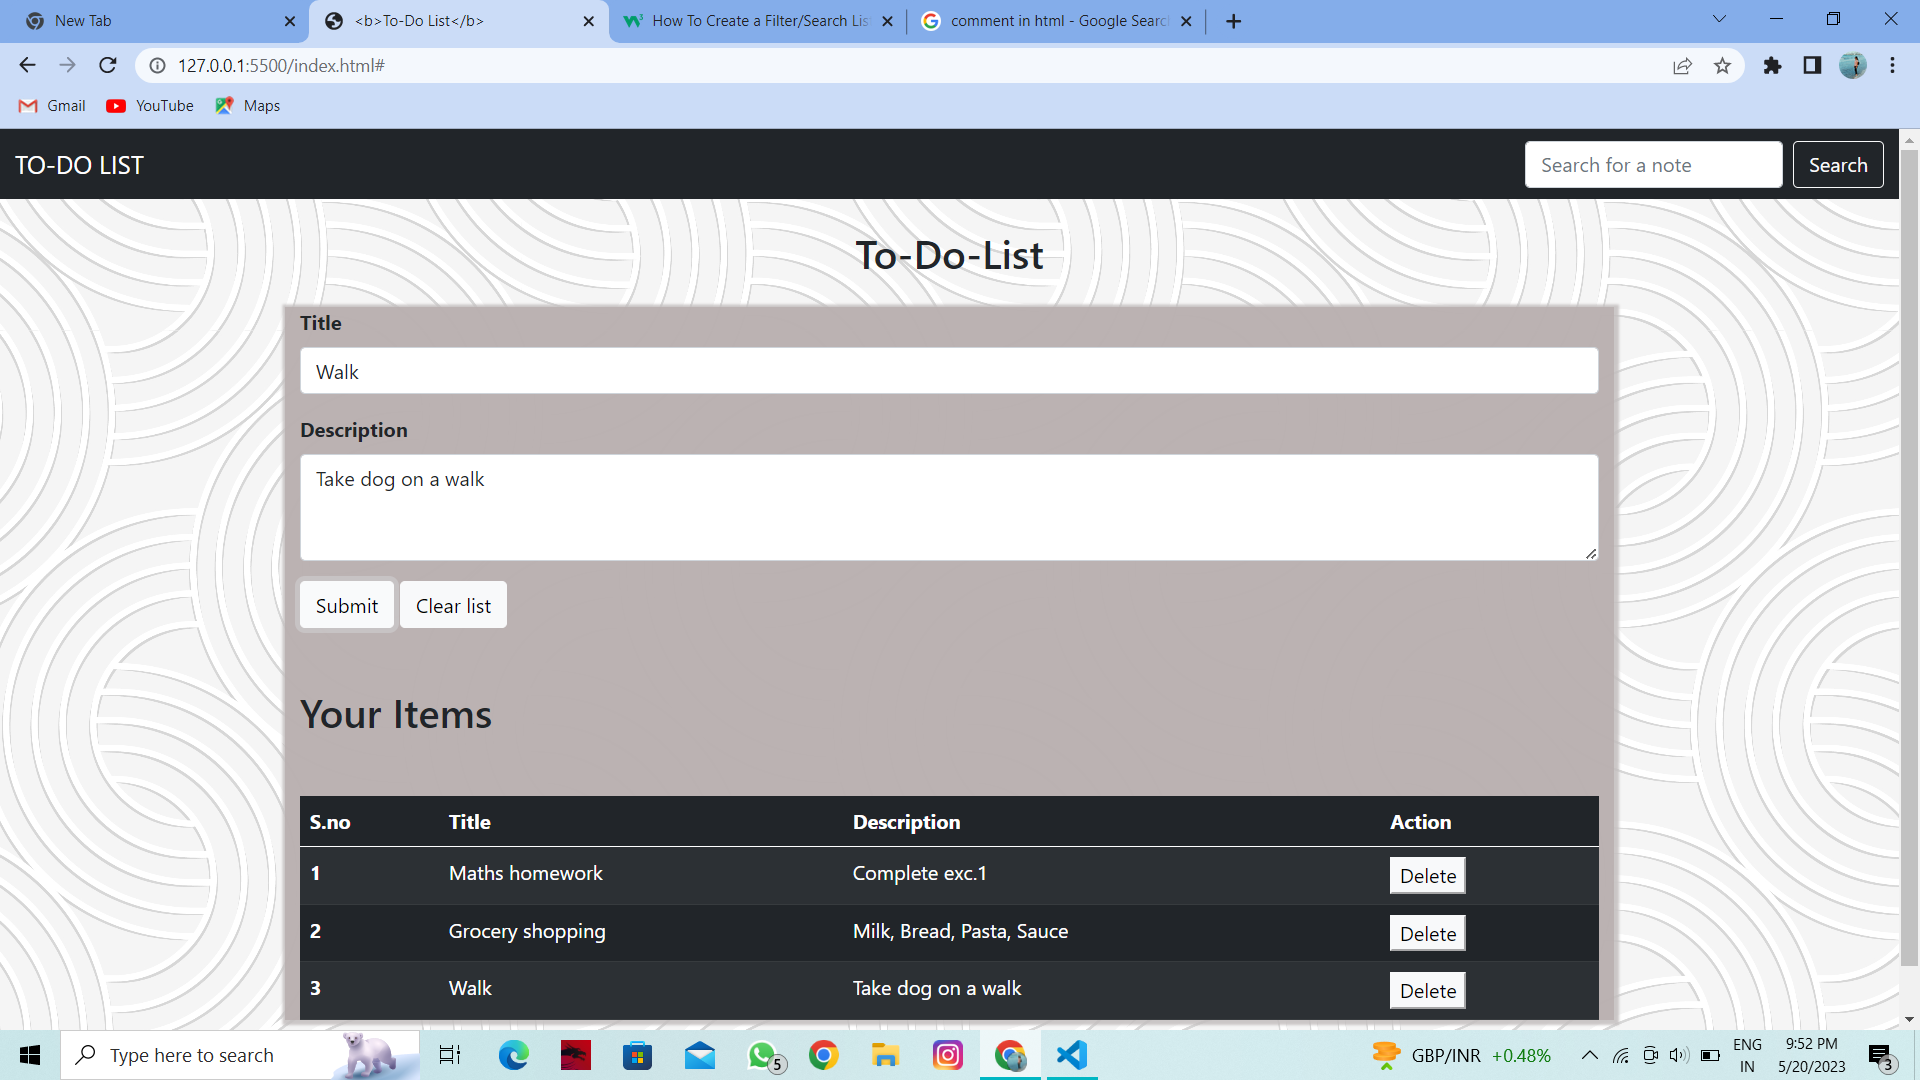 New Tab
<b>To-Do List</b>
How To Create a Filter/Search List
comment in html - Google Search
127.0.0.1:5500/index.html#
Gmail
YouTube
Maps
TO-DO LIST
Search for a note
Search
To-Do-List
Title
Walk
Description
Take dog on a walk
Submit
Clear list
Your Items
S.no Title Description Action
1 Maths homework Complete exc.1 Delete
2 Grocery shopping Milk, Bread, Pasta, Sauce Delete
3 Walk Take dog on a walk Delete
Type here to search
5
GBP/INR +0.48%
ENG
IN
9:52 PM
5/20/2023
3